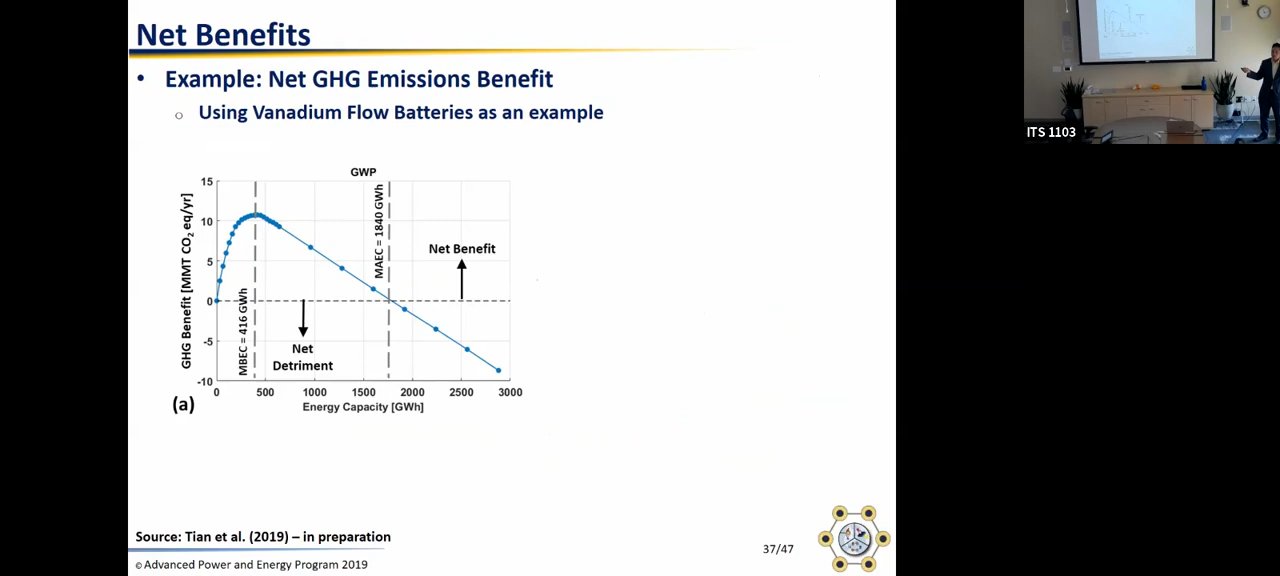 Net Benefits
• Example: Net GHG Emissions Benefit
○ Using Vanadium Flow Batteries as an example
ITS 1103
GWP
GHG Benefit [MMT CO₂ eq/yr]
15
10
5
0
-5
-10
MBEC = 416 GWh
MAEC = 1840 GWh
Net Benefit
Net
Detriment
0 500 1000 1500 2000 2500 3000
Energy Capacity [GWh]
(a)
Source: Tian et al. (2019) – in preparation
37/47
© Advanced Power and Energy Program 2019